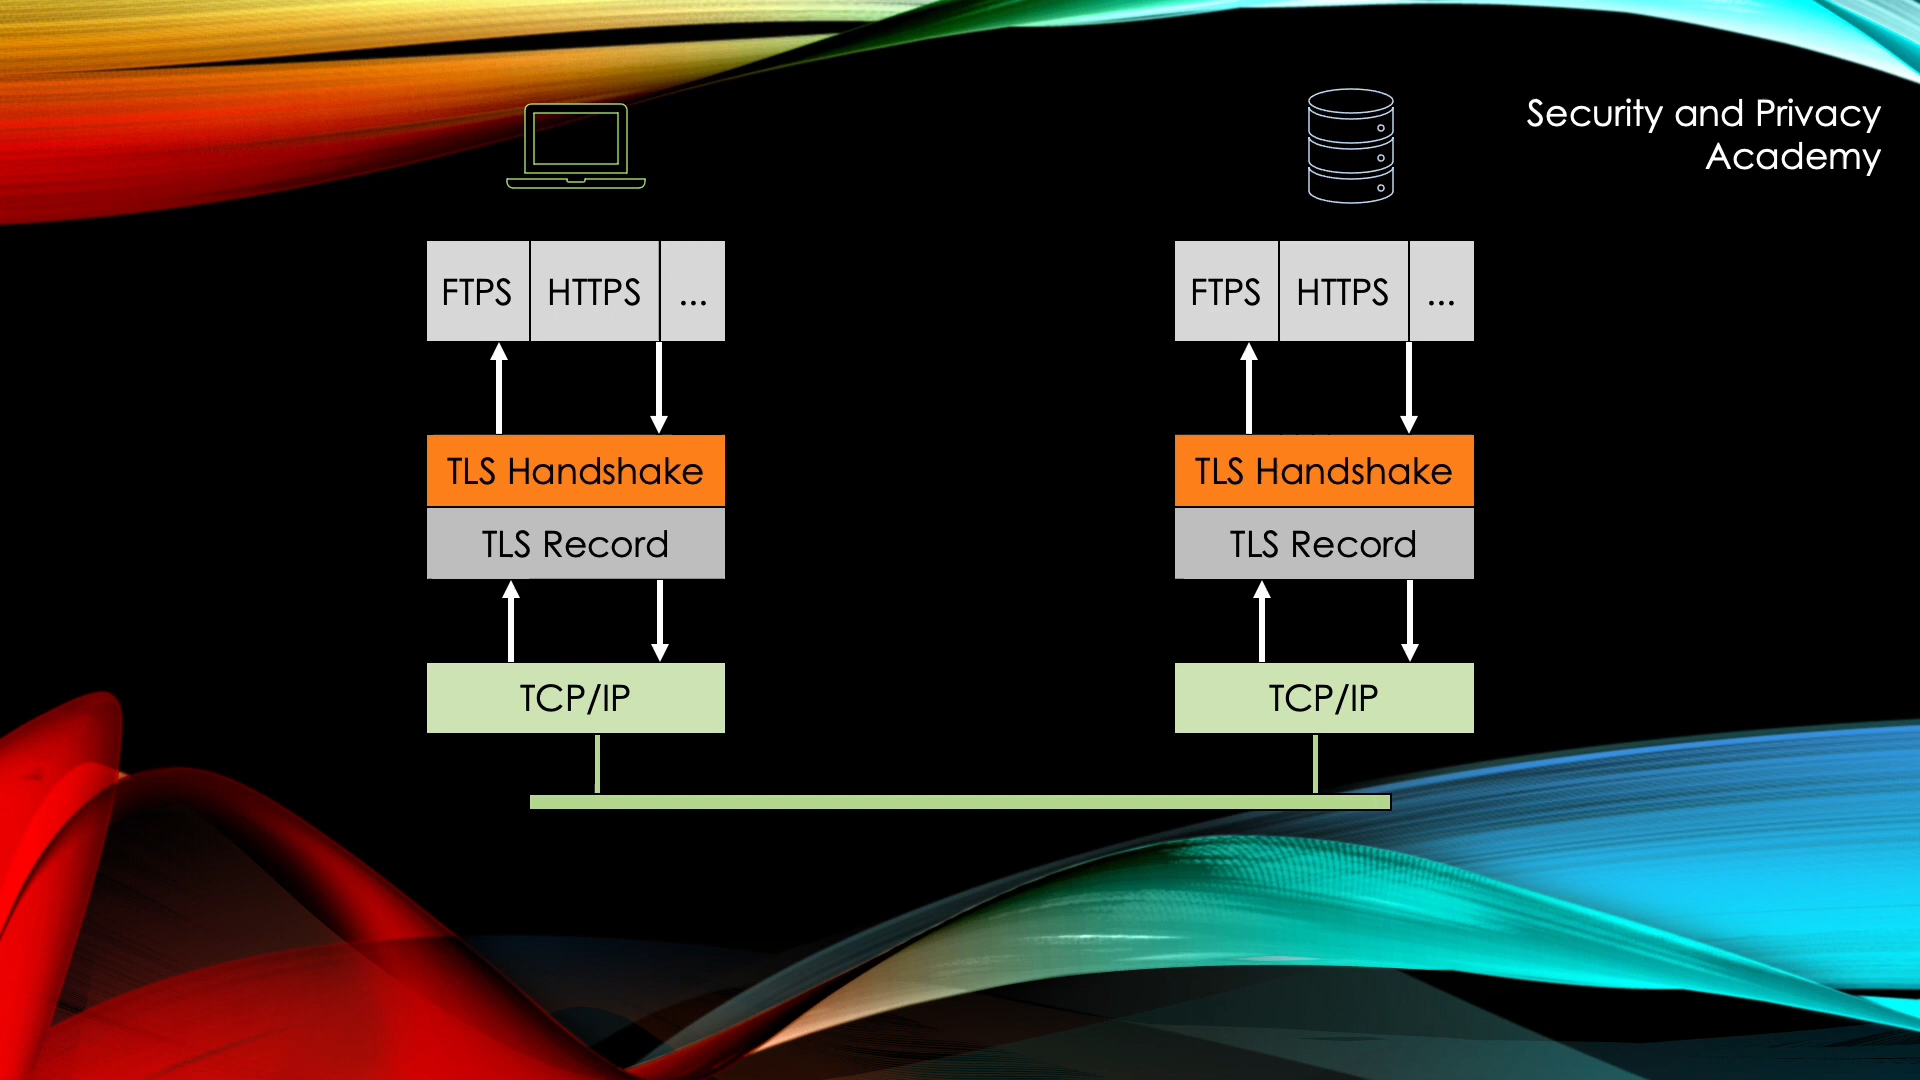 Security and Privacy
Academy
FTPS HTTPS ...
FTPS HTTPS ...
TLS Handshake
TLS Handshake
TLS Record
TLS Record
TCP/IP
TCP/IP